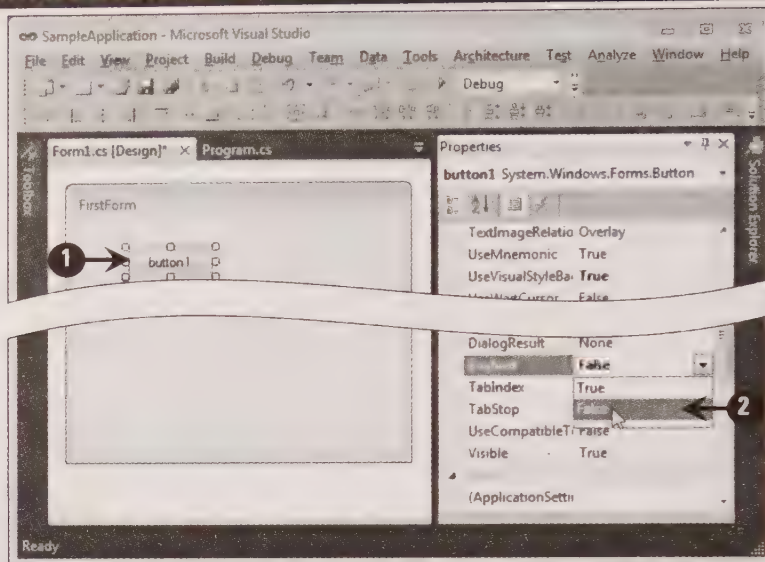 SampleApplication - Microsoft Visual Studio
File Edit View Project Build Debug Team Data Tools Architecture Test Analyze Window Help
Debug
Toolbox
Form1.cs [Design]* × Program.cs
FirstForm
1
button1
Properties
button1 System.Windows.Forms.Button
TextImageRelatio Overlay
UseMnemonic True
UseVisualStyleBa True
UseWaitCursor False
DialogResult None
False
TabIndex True
TabStop
2
UseCompatibleT False
Visible True
(ApplicationSettin
Solution Explorer
Ready